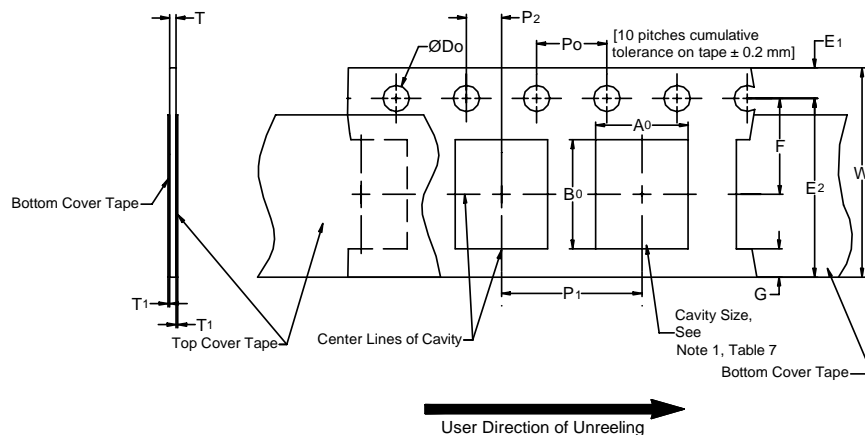 T
P2
ØDo
Po
[10 pitches cumulative
tolerance on tape ± 0.2 mm]
E1
A0
F
W
B0
E2
Bottom Cover Tape
T1
T1
P1
G
Top Cover Tape
Center Lines of Cavity
Cavity Size,
See
Note 1, Table 7
Bottom Cover Tape
User Direction of Unreeling